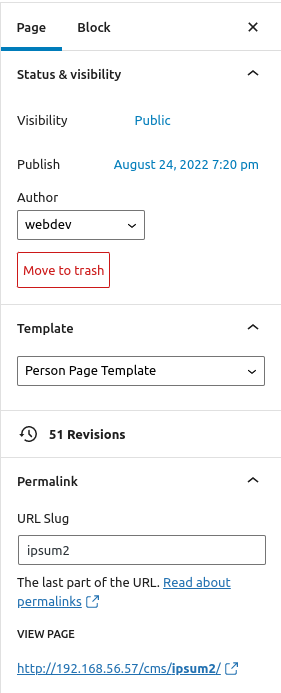 Page Block
Status & visibility
Visibility Public
Publish August 24, 2022 7:20 pm
Author
webdev
Move to trash
Template
Person Page Template
51 Revisions
Permalink
URL Slug
ipsum2
The last part of the URL. Read about
permalinks
VIEW PAGE
http://192.168.56.57/cms/ipsum2/